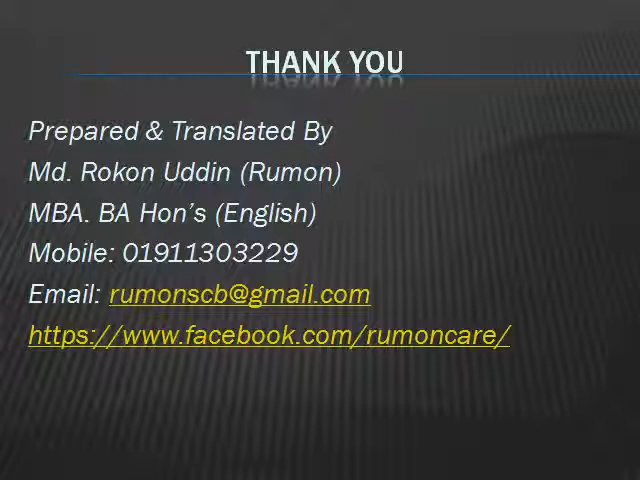 THANK YOU
Prepared & Translated By
Md. Rokon Uddin (Rumon)
MBA. BA Hon’s (English)
Mobile: 01911303229
Email: rumonscb@gmail.com
https://www.facebook.com/rumoncare/